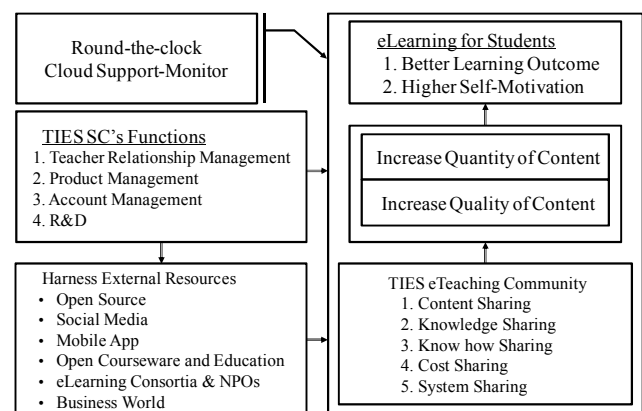 Round-the-clock
Cloud Support-Monitor
TIES SC's Functions
1. Teacher Relationship Management
2. Product Management
3. Account Management
4. R&D
Harness External Resources
• Open Source
• Social Media
• Mobile App
• Open Courseware and Education
• eLearning Consortia & NPOs
• Business World
eLearning for Students
1. Better Learning Outcome
2. Higher Self-Motivation
Increase Quantity of Content
Increase Quality of Content
TIES eTeaching Community
1. Content Sharing
2. Knowledge Sharing
3. Know how Sharing
4. Cost Sharing
5. System Sharing